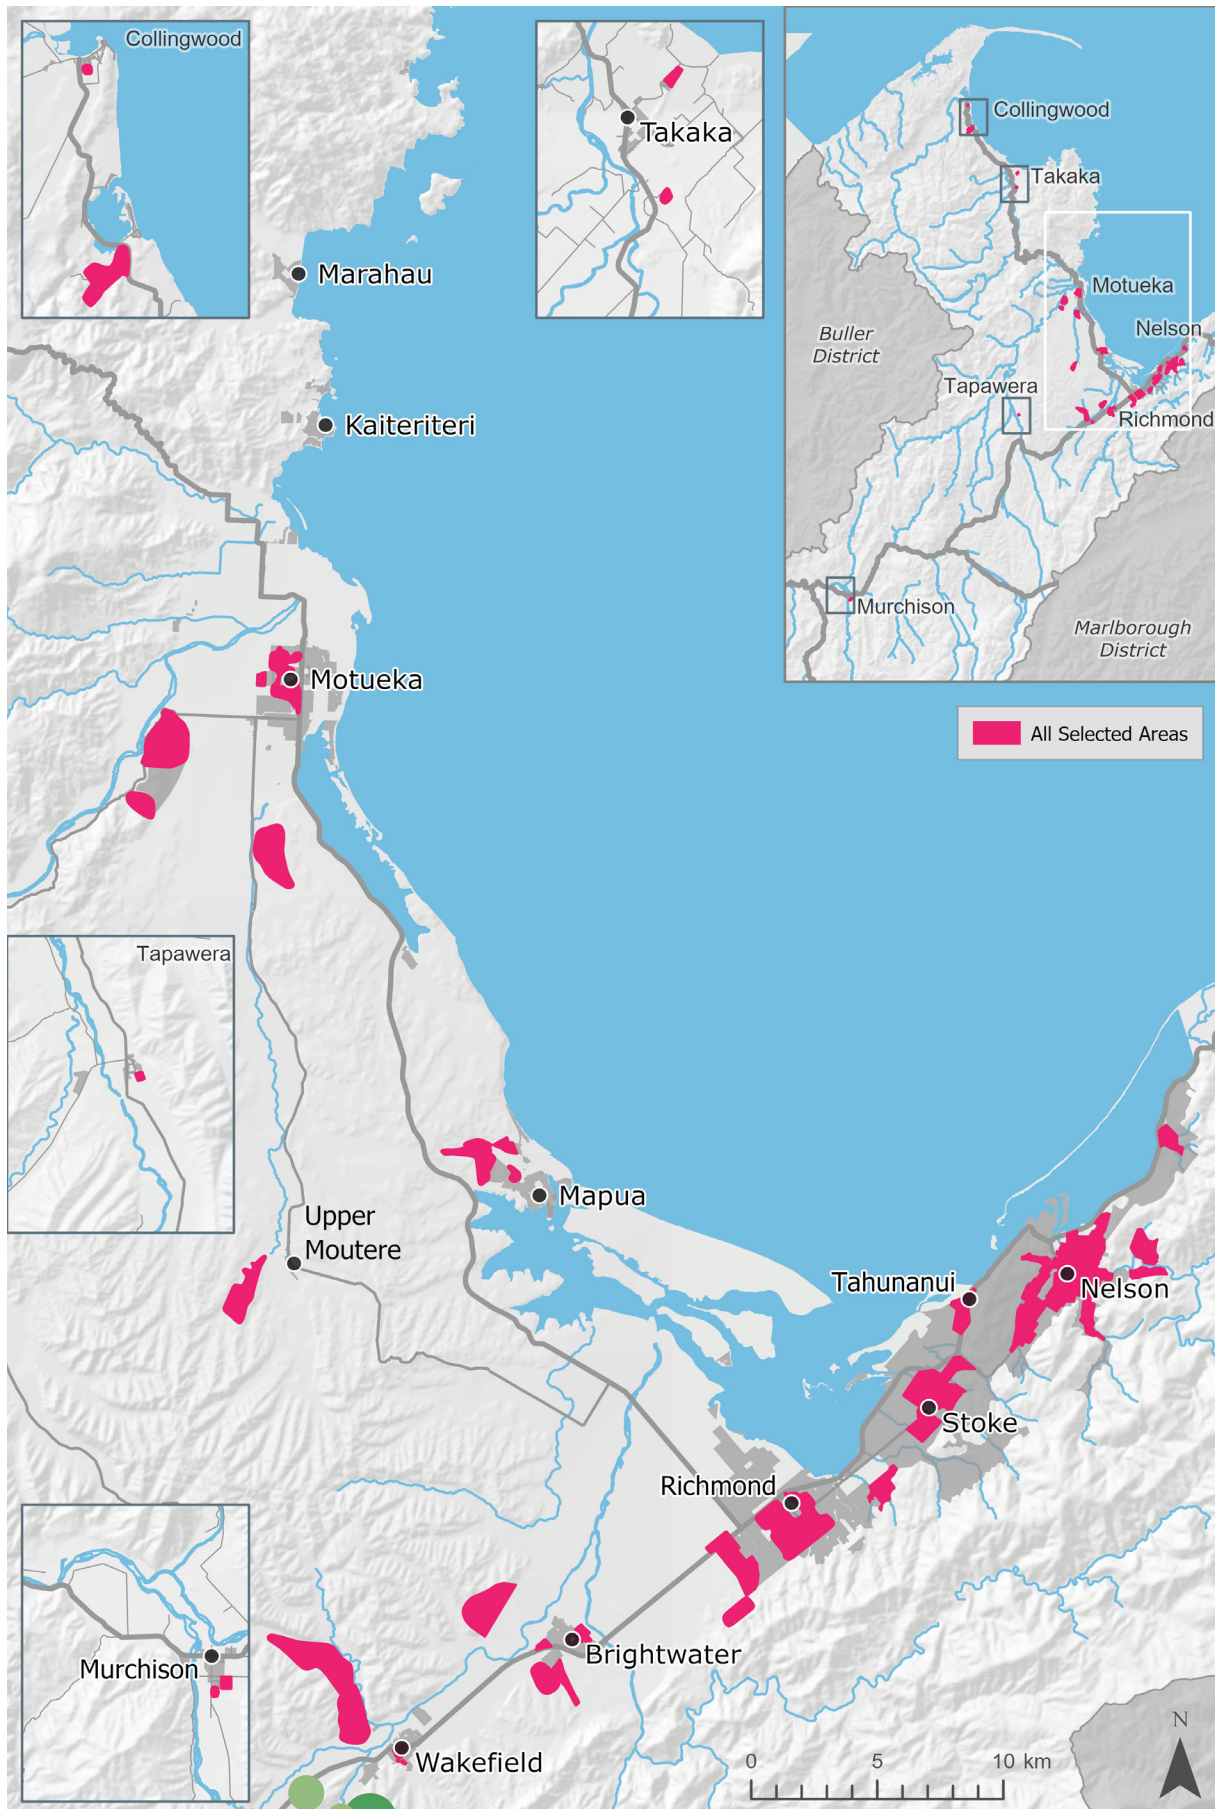 Collingwood
Takaka
Collingwood
Takaka
Marahau
Motueka
Nelson
Buller
District
Tapawera
Richmond
Kaiteriteri
Murchison
Marlborough
District
Motueka
All Selected Areas
Tapawera
Mapua
Upper
Moutere
Tahunanui
Nelson
Stoke
Richmond
Brightwater
Murchison
Wakefield
0 5 10 km
N